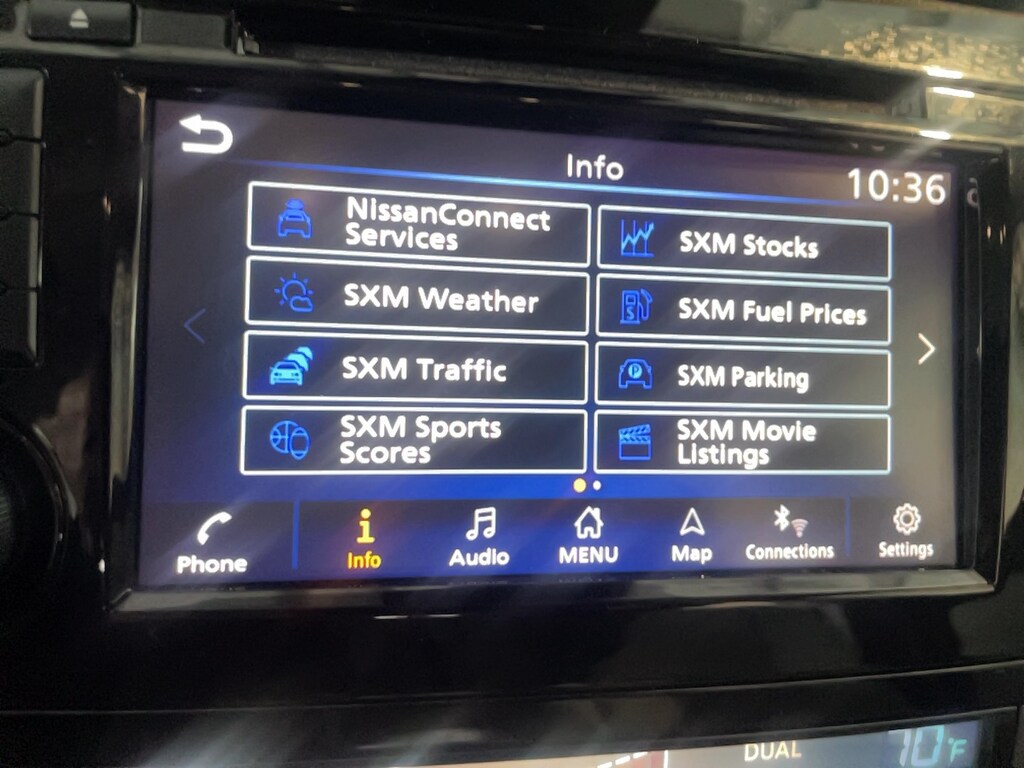 Info
10:36
NissanConnect
Services
SXM Stocks
SXM Weather
SXM Fuel Prices
SXM Traffic
SXM Parking
SXM Sports
Scores
SXM Movie
Listings
Phone
Info
Audio
MENU
Map
Connections
Settings
DUAL
70°F